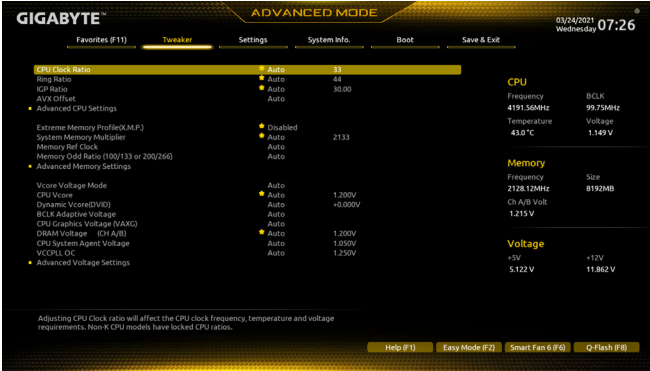 GIGABYTE™
ADVANCED MODE
03/24/2021
Wednesday 07:26
Favorites (F11) Tweaker Settings System Info. Boot Save & Exit
CPU Clock Ratio Auto 33
Ring Ratio Auto 44
IGP Ratio Auto 30.00
AVX Offset Auto
Advanced CPU Settings
Extreme Memory Profile(X.M.P.) Disabled
System Memory Multiplier Auto 2133
Memory Ref Clock Auto
Memory Odd Ratio (100/133 or 200/266) Auto
Advanced Memory Settings
Vcore Voltage Mode Auto
CPU Vcore Auto 1.200V
Dynamic Vcore(DVID) Auto +0.000V
BCLK Adaptive Voltage Auto
CPU Graphics Voltage (VAXG) Auto
DRAM Voltage (CH A/B) Auto 1.200V
CPU System Agent Voltage Auto 1.050V
VCCPLL OC Auto 1.250V
Advanced Voltage Settings
CPU
Frequency BCLK
4191.56MHz 99.75MHz
Temperature Voltage
43.0 °C 1.149 V
Memory
Frequency Size
2128.12MHz 8192MB
Ch A/B Volt
1.215 V
Voltage
+5V +12V
5.122 V 11.862 V
Adjusting CPU Clock ratio will affect the CPU clock frequency, temperature and voltage
requirements. Non-K CPU models have locked CPU ratios.
Help (F1) Easy Mode (F2) Smart Fan 6 (F6) Q-Flash (F8)